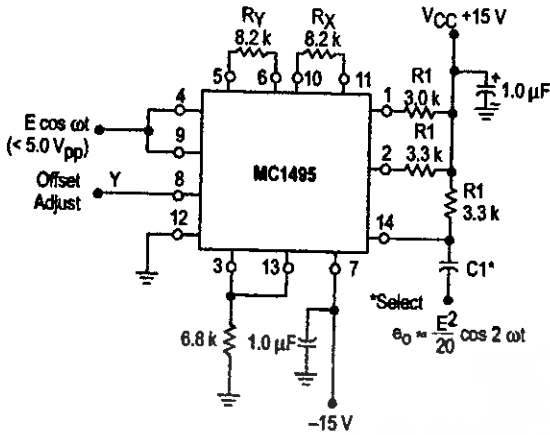 RY
8.2 k
RX
8.2 k
VCC +15 V
5
6
10
11
4
1
R1
3.0 k
+
1.0 µF
E cos ωt
(< 5.0 Vpp)
9
R1
2
3.3 k
Offset
Adjust
Y
8
MC1495
R1
3.3 k
12
14
3
13
7
C1*
*Select
6.8 k
1.0 µF
eo ≈ E²/20 cos 2 ωt
–15 V